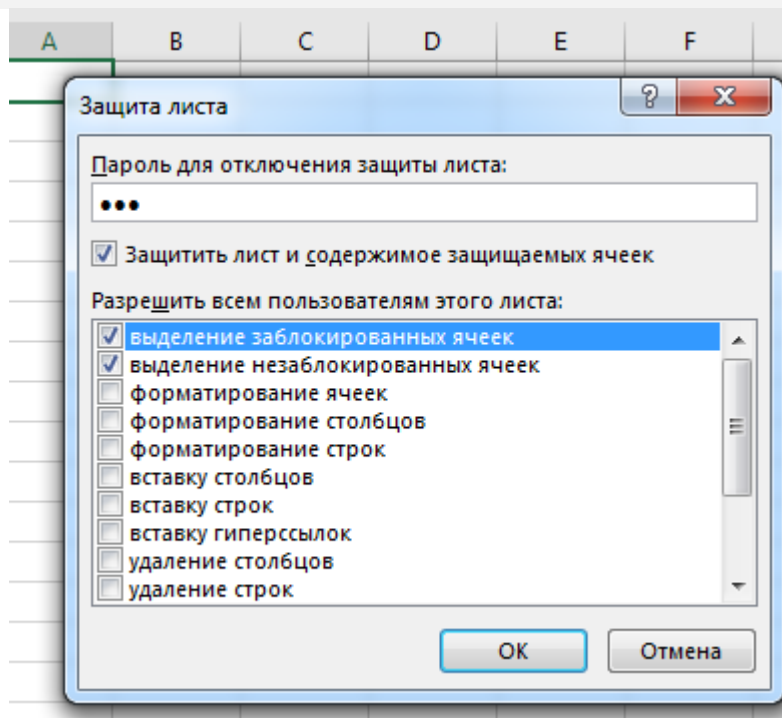 A B C D E F
Защита листа
Пароль для отключения защиты листа:
●●●
Защитить лист и содержимое защищаемых ячеек
Разрешить всем пользователям этого листа:
выделение заблокированных ячеек
выделение незаблокированных ячеек
форматирование ячеек
форматирование столбцов
форматирование строк
вставку столбцов
вставку строк
вставку гиперссылок
удаление столбцов
удаление строк
ОК Отмена